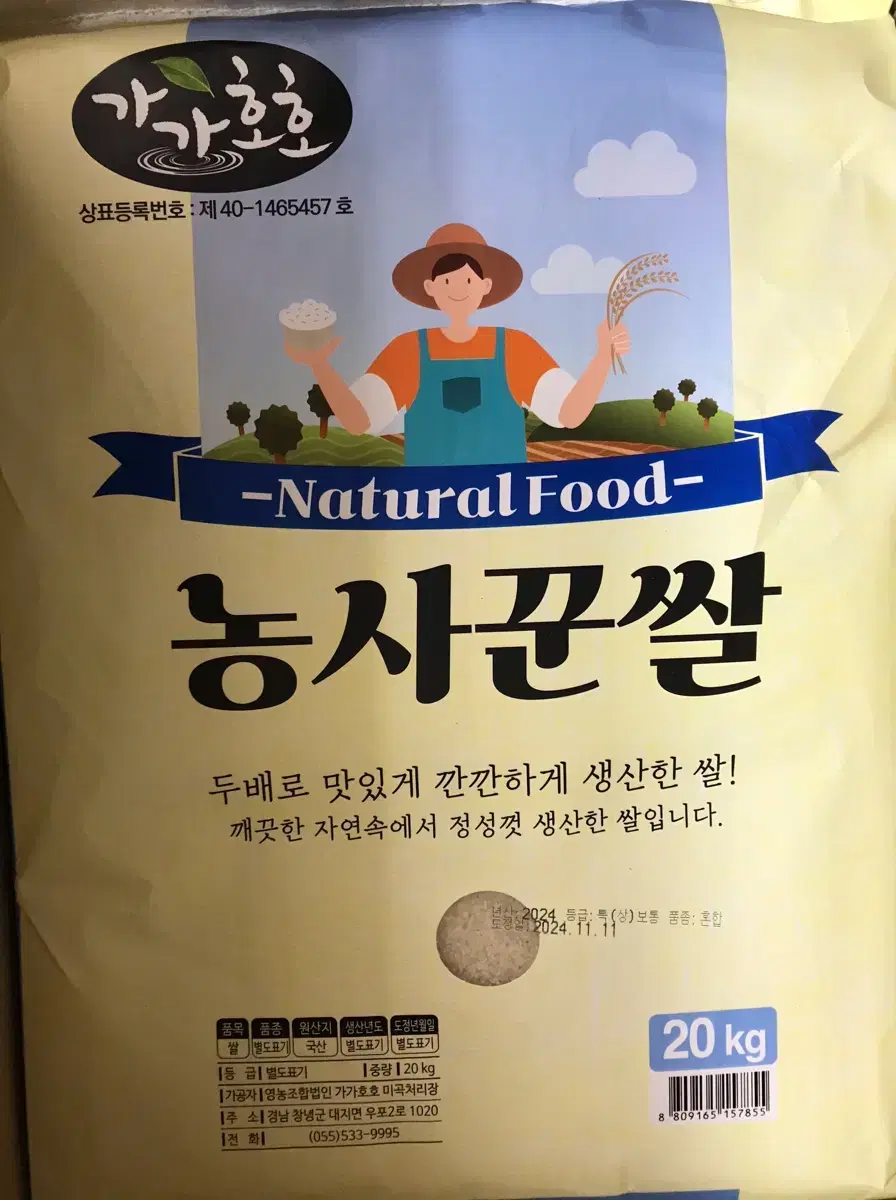 가가호호
상표등록번호 : 제 40-1465457 호
-Natural Food-
농사꾼쌀
두배로 맛있게 깐깐하게 생산한 쌀!
깨끗한 자연속에서 정성껏 생산한 쌀입니다.
년산: 2024 등급: 특(상)보통 품종: 혼합
도정일: 2024.11.11
품목 품종 원산지 생산년도 도정년월일
쌀 별도표기 국산 별도표기 별도표기
등 급 별도표기 중량 20 kg
가공자 영농조합법인 가가호호 미곡처리장
주 소 경남 창녕군 대지면 우포2로 1020
전 화 (055)533-9995
20 kg
8 809165 157855